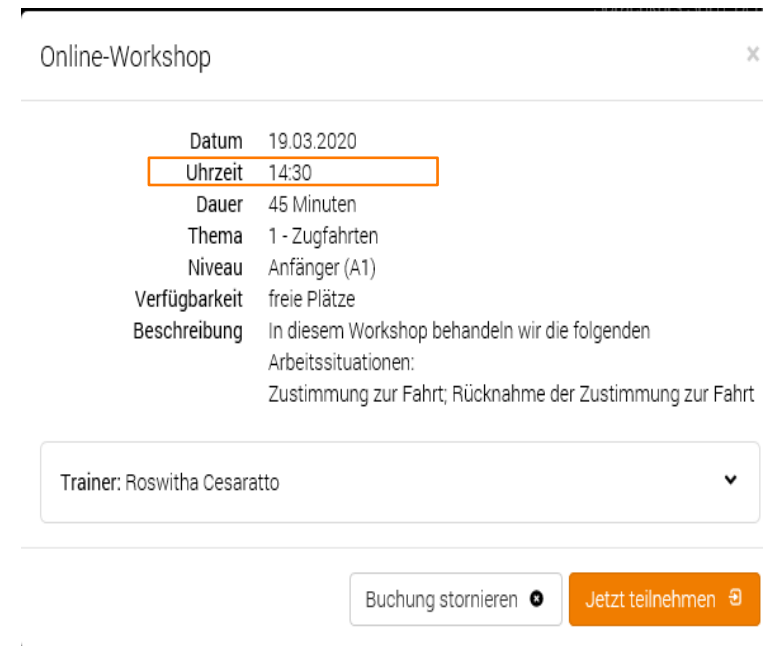 Online-Workshop ×
Datum 19.03.2020
Uhrzeit 14:30
Dauer 45 Minuten
Thema 1 - Zugfahrten
Niveau Anfänger (A1)
Verfügbarkeit freie Plätze
Beschreibung In diesem Workshop behandeln wir die folgenden
Arbeitssituationen:
Zustimmung zur Fahrt; Rücknahme der Zustimmung zur Fahrt
Trainer: Roswitha Cesaratto
Buchung stornieren
Jetzt teilnehmen